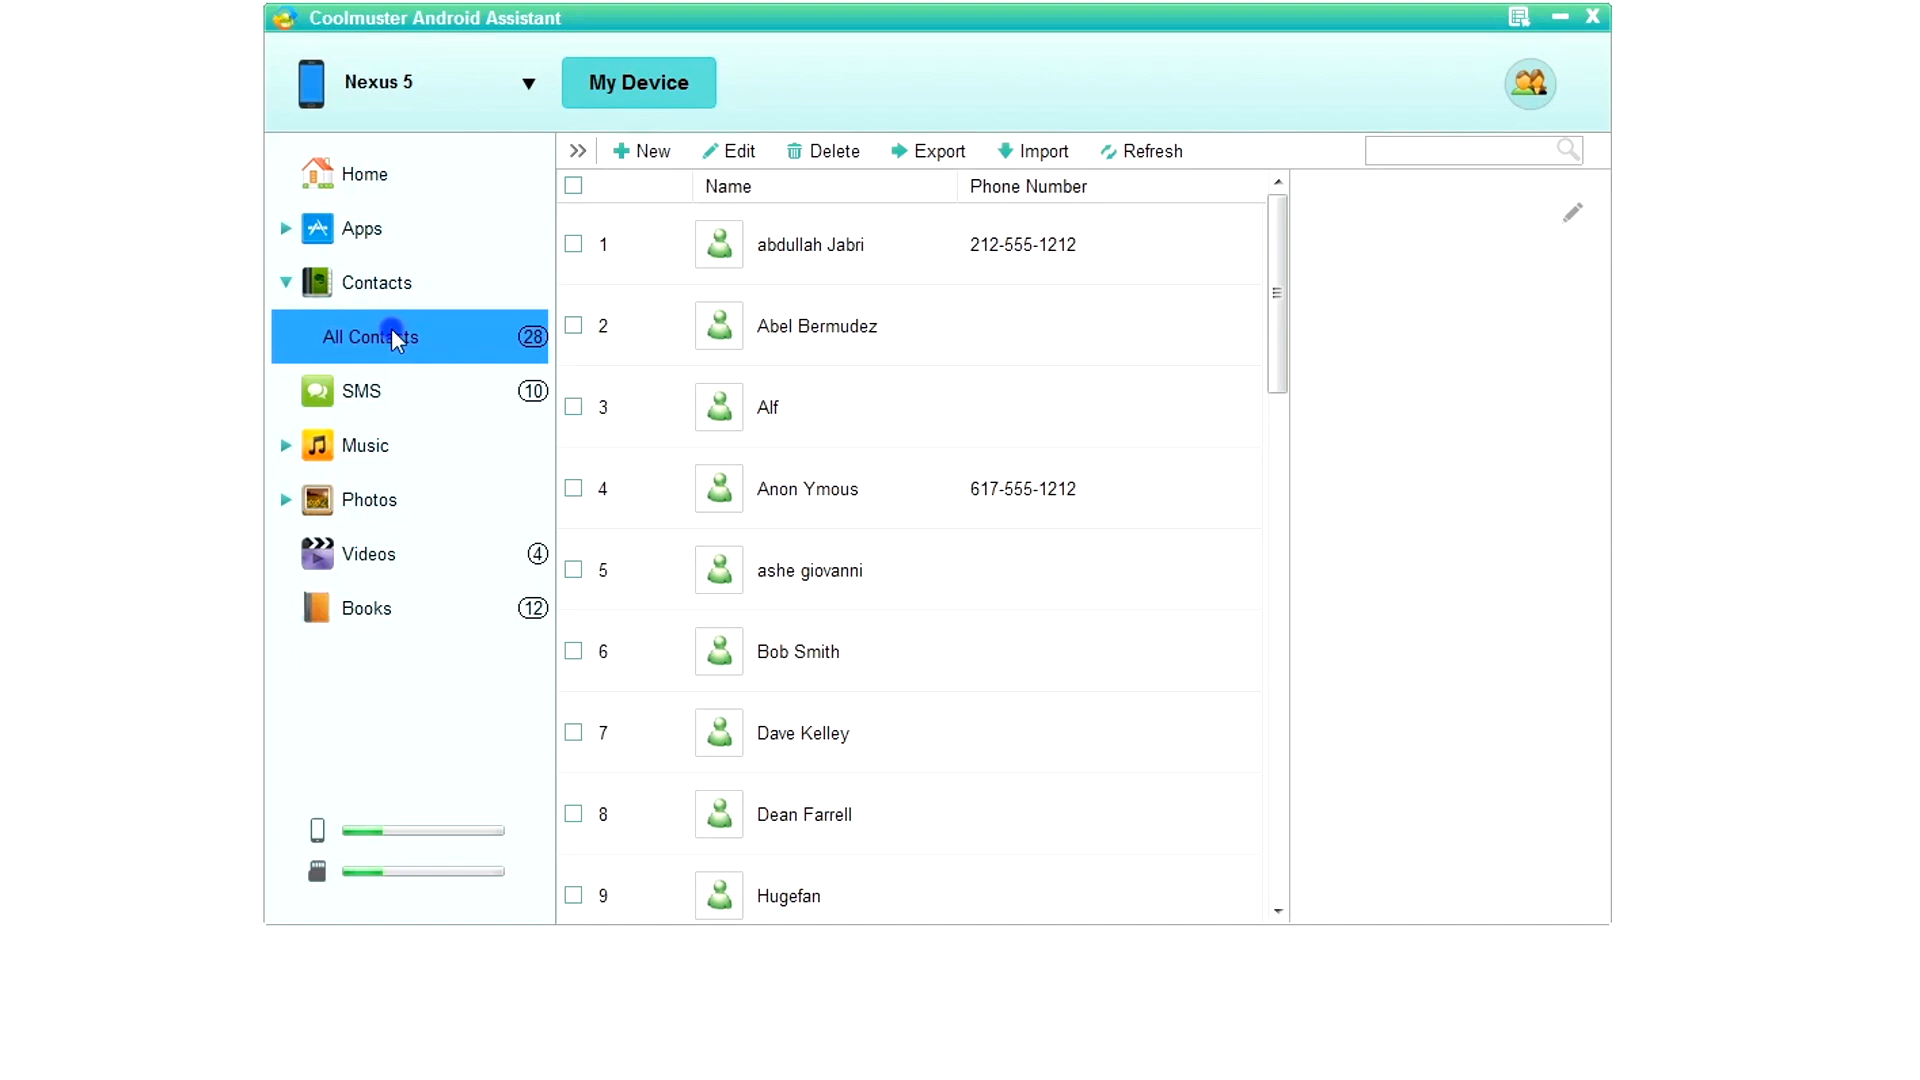 Coolmuster Android Assistant
Nexus 5
My Device
New Edit Delete Export Import Refresh
Home
Apps
Contacts
All Contacts 28
SMS 10
Music
Photos
Videos 4
Books 12
Name Phone Number
1 abdullah Jabri 212-555-1212
2 Abel Bermudez
3 Alf
4 Anon Ymous 617-555-1212
5 ashe giovanni
6 Bob Smith
7 Dave Kelley
8 Dean Farrell
9 Hugefan